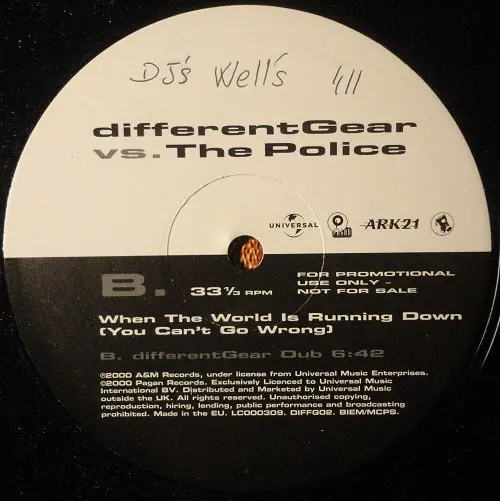 DJ's Well's 411
differentGear
vs. The Police
UNIVERSAL
ARK21
B.
33⅓ RPM
FOR PROMOTIONAL
USE ONLY -
NOT FOR SALE
When The World Is Running Down
(You Can't Go Wrong)
B. differentGear Dub 6:42
℗2000 A&M Records, under license from Universal Music Enterprises.
©2000 Pagan Records. Exclusively Licenced to Universal Music
International BV. Distributed and Marketed by Universal Music
outside the UK. All rights reserved. Unauthorised copying,
reproduction, hiring, lending, public performance and broadcasting
prohibited. Made in the EU. LC000309. DIFFG02. BIEM/MCPS.